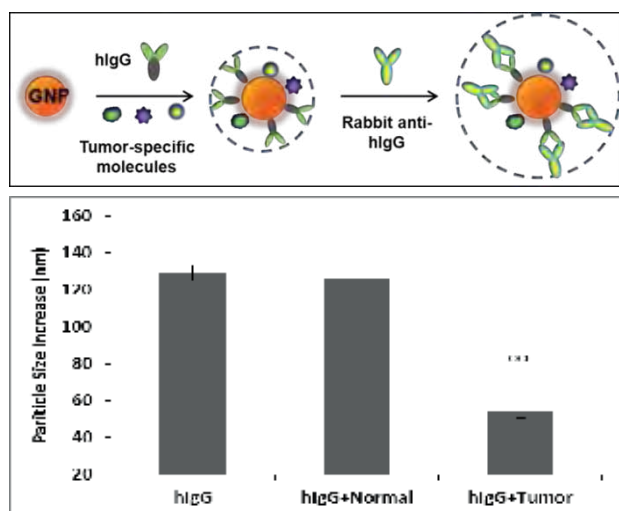 hIgG
GNP
Tumor-specific
molecules
Rabbit anti-
hIgG
Pariticle Size Increase (nm)
160
140
120
100
80
60
40
20
hIgG
hIgG+Normal
hIgG+Tumor